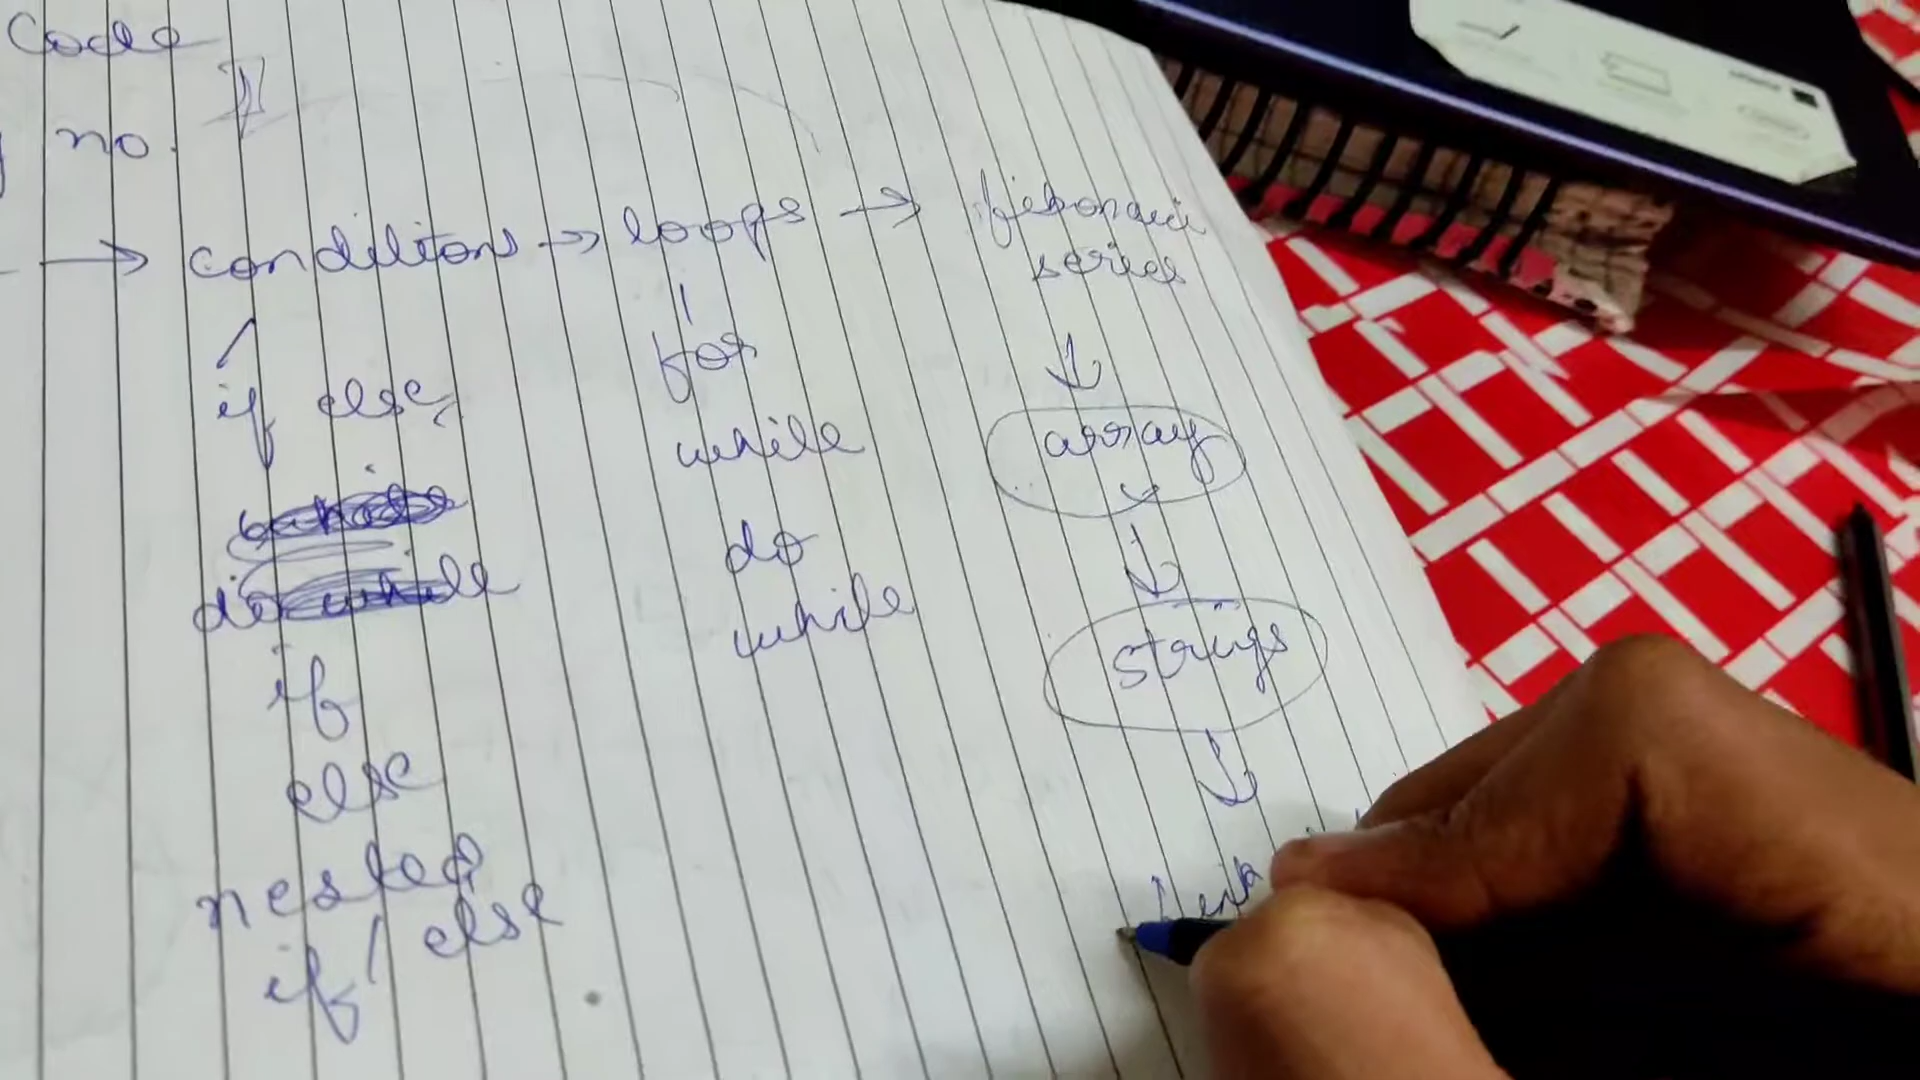 Code
no.
→ conditions → loops → fibonacci
series
if else,
do while
if
else
nested
if / else
for
while
do
while
↓
array
↓
strings
↓